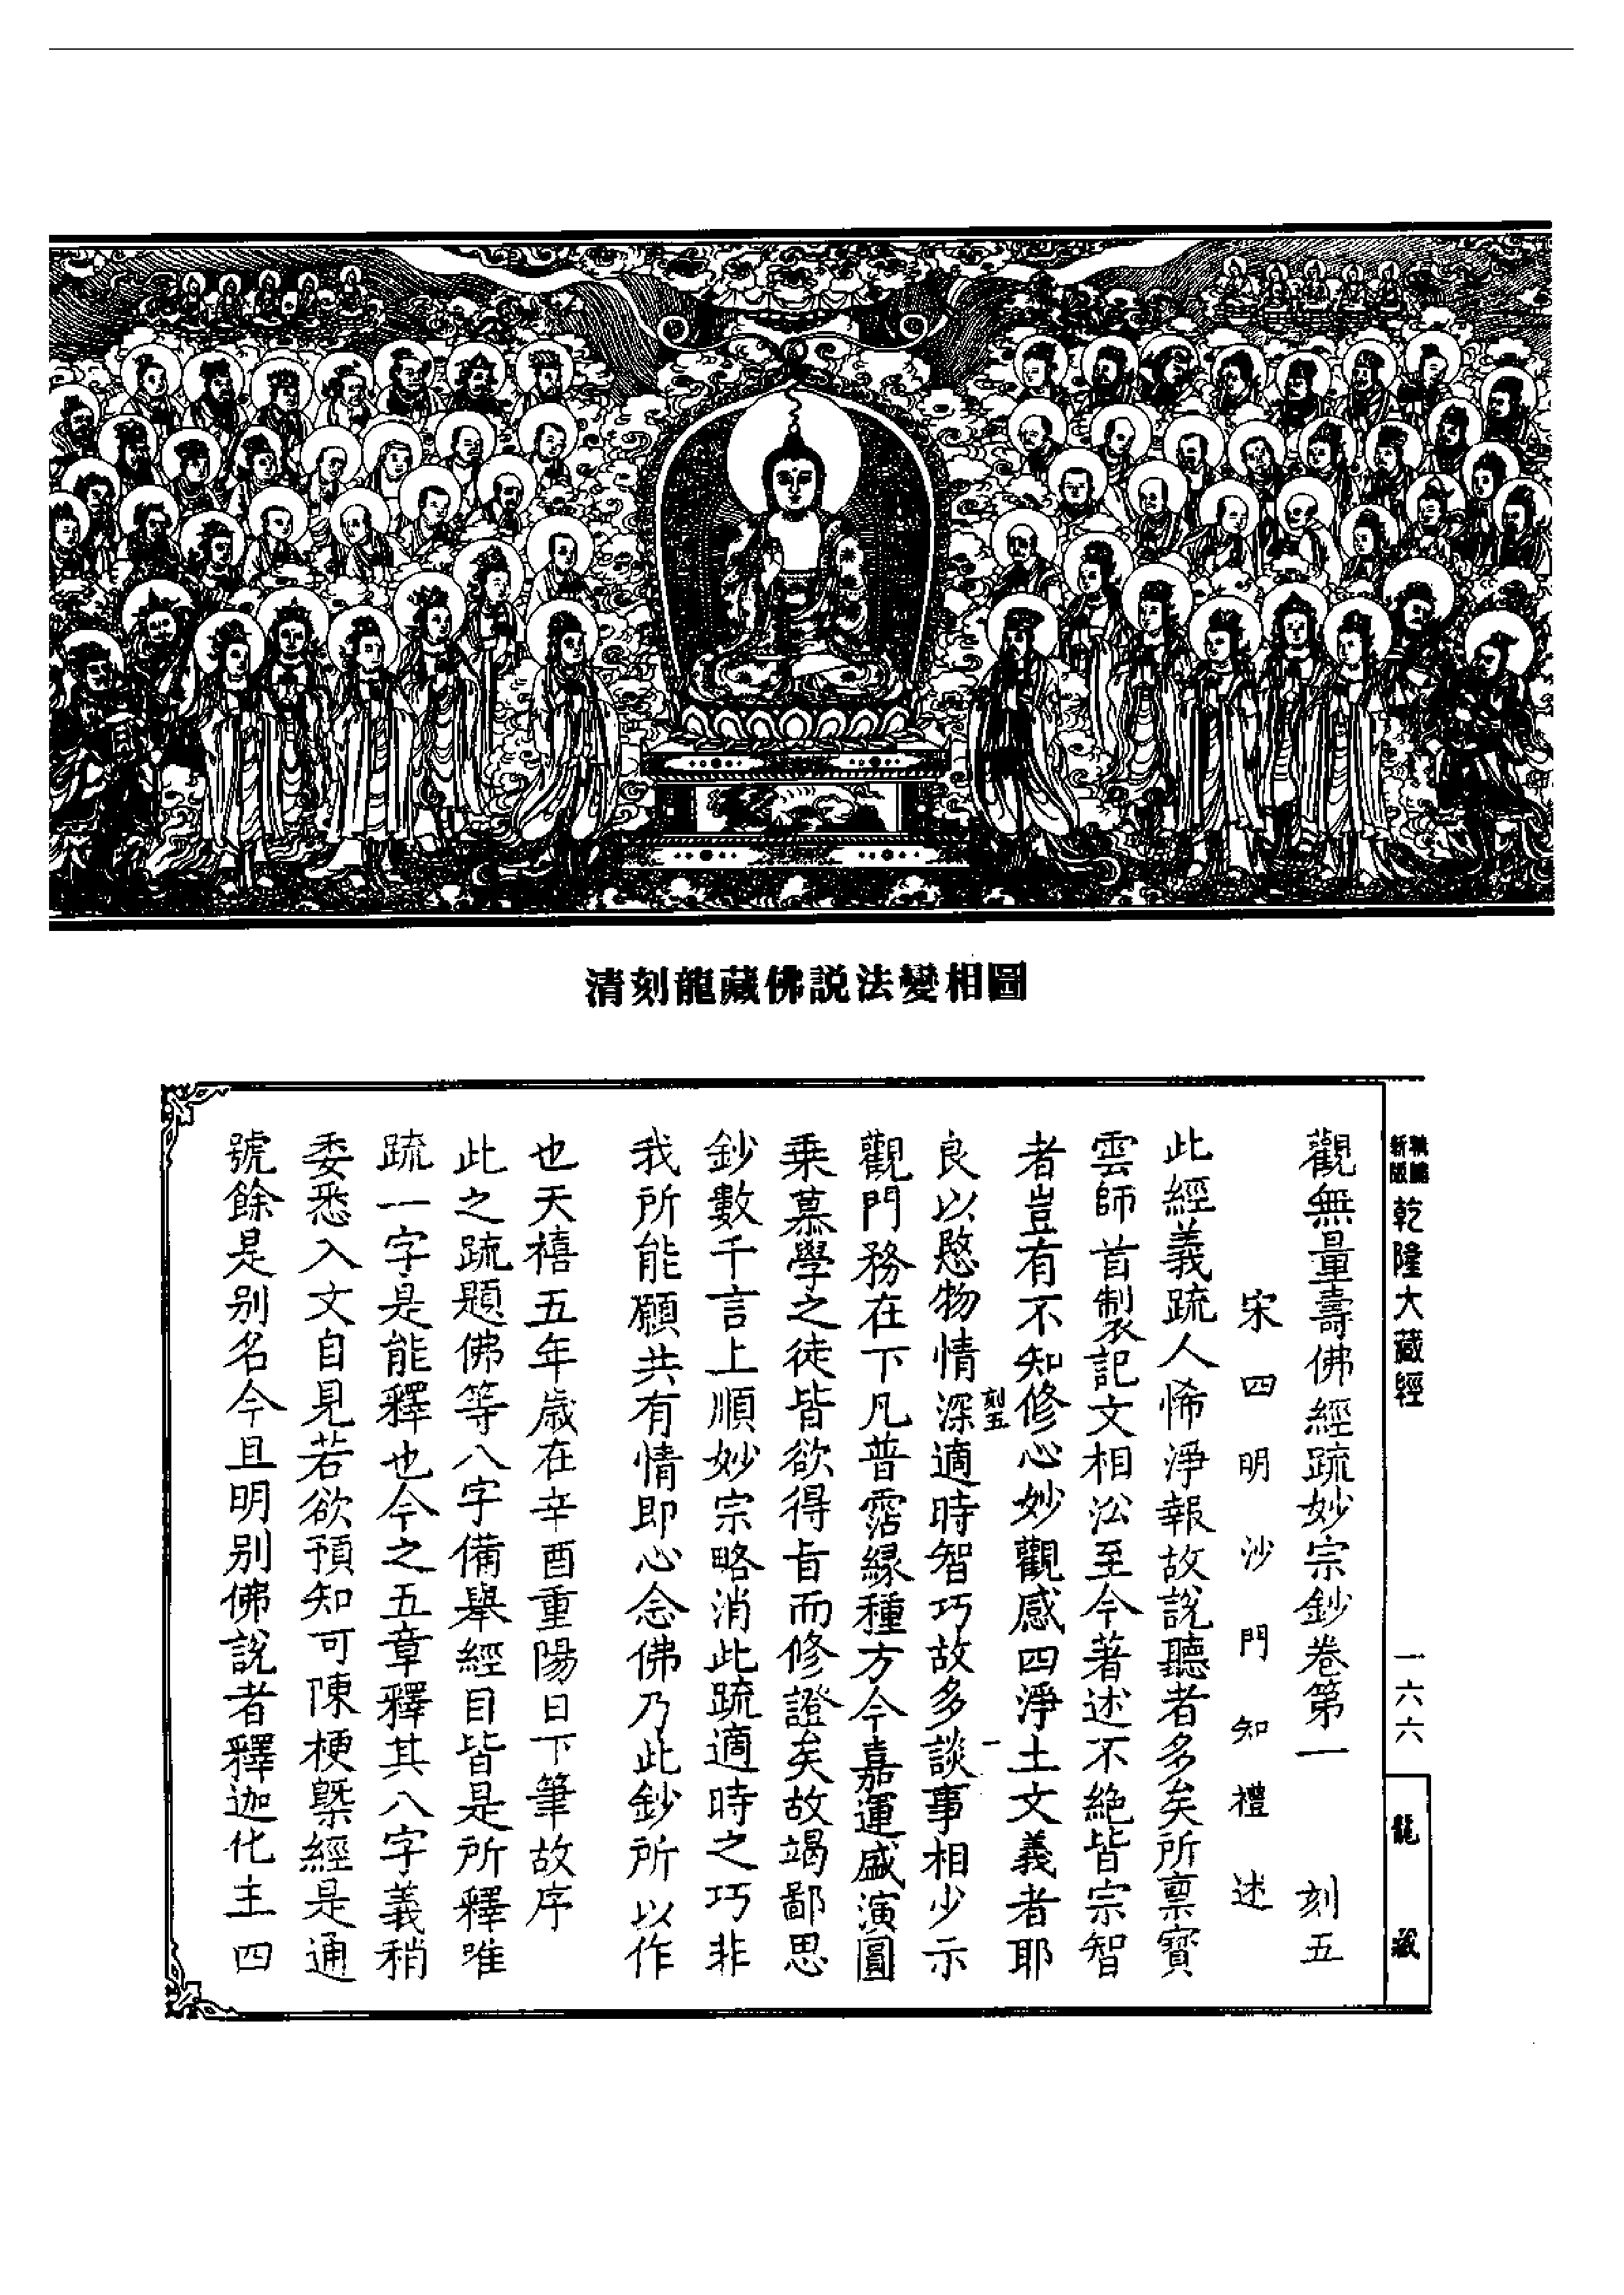 清刻龍藏佛説法變相圖
新版
乾隆大藏經
一六六
龍藏
觀無量壽佛經疏妙宗鈔卷第一 刻五
宋四明沙門知禮述
此經義疏人悕淨報故說聽者多矣所稟寶
雲師首製記文相沿至今著述不絶皆宗智
者豈有不知修心妙觀感四淨土文義者耶
刻五 一
良以愍物情深適時智巧故多談事相少示
觀門務在下凡普霑緣種方今嘉運盛演圓
乗慕學之徒皆欲得旨而修證矣故竭鄙思
鈔數千言上順妙宗略消此疏適時之巧非
我所能願共有情即心念佛乃此鈔所以作
也天禧五年歲在辛酉重陽日下筆故序
此之疏題佛等八字備舉經目皆是所釋唯
疏一字是能釋也今之五章釋其八字義稍
委悉入文自見若欲預知可陳梗槩經是通
號餘是別名今且明別佛說者釋迦化主四